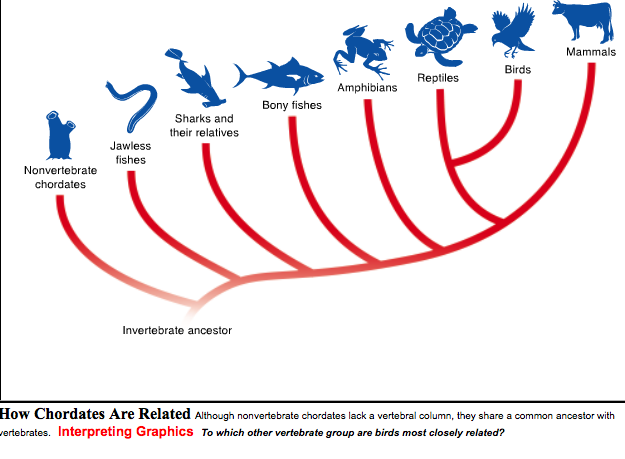 Mammals
Birds
Reptiles
Amphibians
Bony fishes
Sharks and
their relatives
Jawless
fishes
Nonvertebrate
chordates
Invertebrate ancestor
How Chordates Are Related Although nonvertebrate chordates lack a vertebral column, they share a common ancestor with
vertebrates. Interpreting Graphics To which other vertebrate group are birds most closely related?